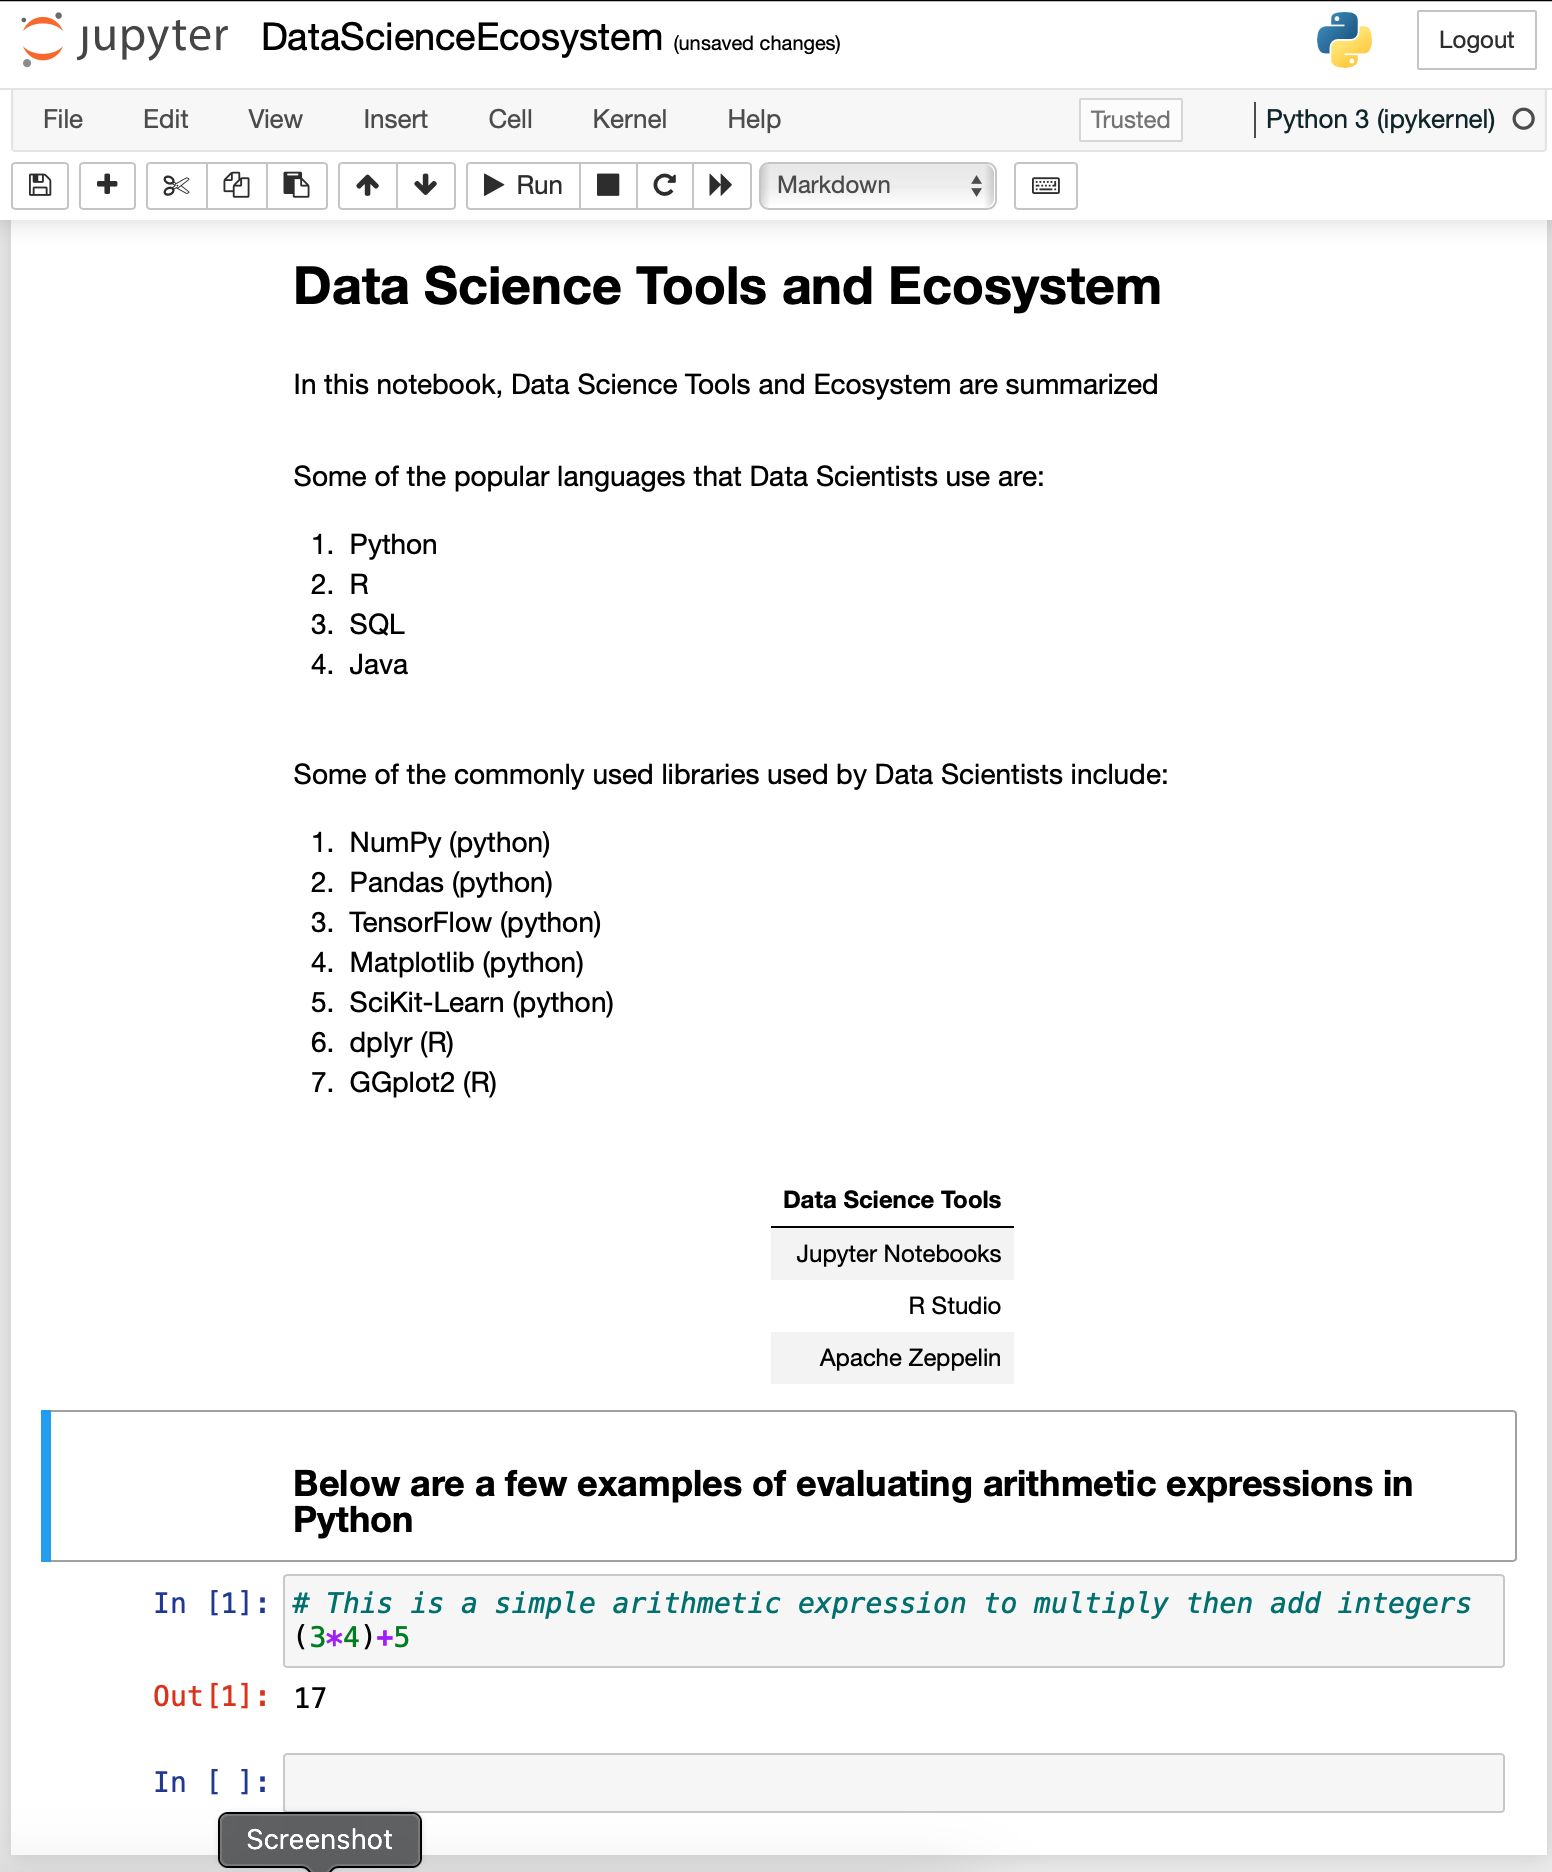 jupyter DataScienceEcosystem (unsaved changes) Logout
File Edit View Insert Cell Kernel Help Trusted Python 3 (ipykernel)
Run Markdown
Data Science Tools and Ecosystem
In this notebook, Data Science Tools and Ecosystem are summarized
Some of the popular languages that Data Scientists use are:
1. Python
2. R
3. SQL
4. Java
Some of the commonly used libraries used by Data Scientists include:
1. NumPy (python)
2. Pandas (python)
3. TensorFlow (python)
4. Matplotlib (python)
5. SciKit-Learn (python)
6. dplyr (R)
7. GGplot2 (R)
Data Science Tools
Jupyter Notebooks
R Studio
Apache Zeppelin
Below are a few examples of evaluating arithmetic expressions in
Python
In [1]: # This is a simple arithmetic expression to multiply then add integers
(3*4)+5
Out[1]: 17
In [ ]:
Screenshot